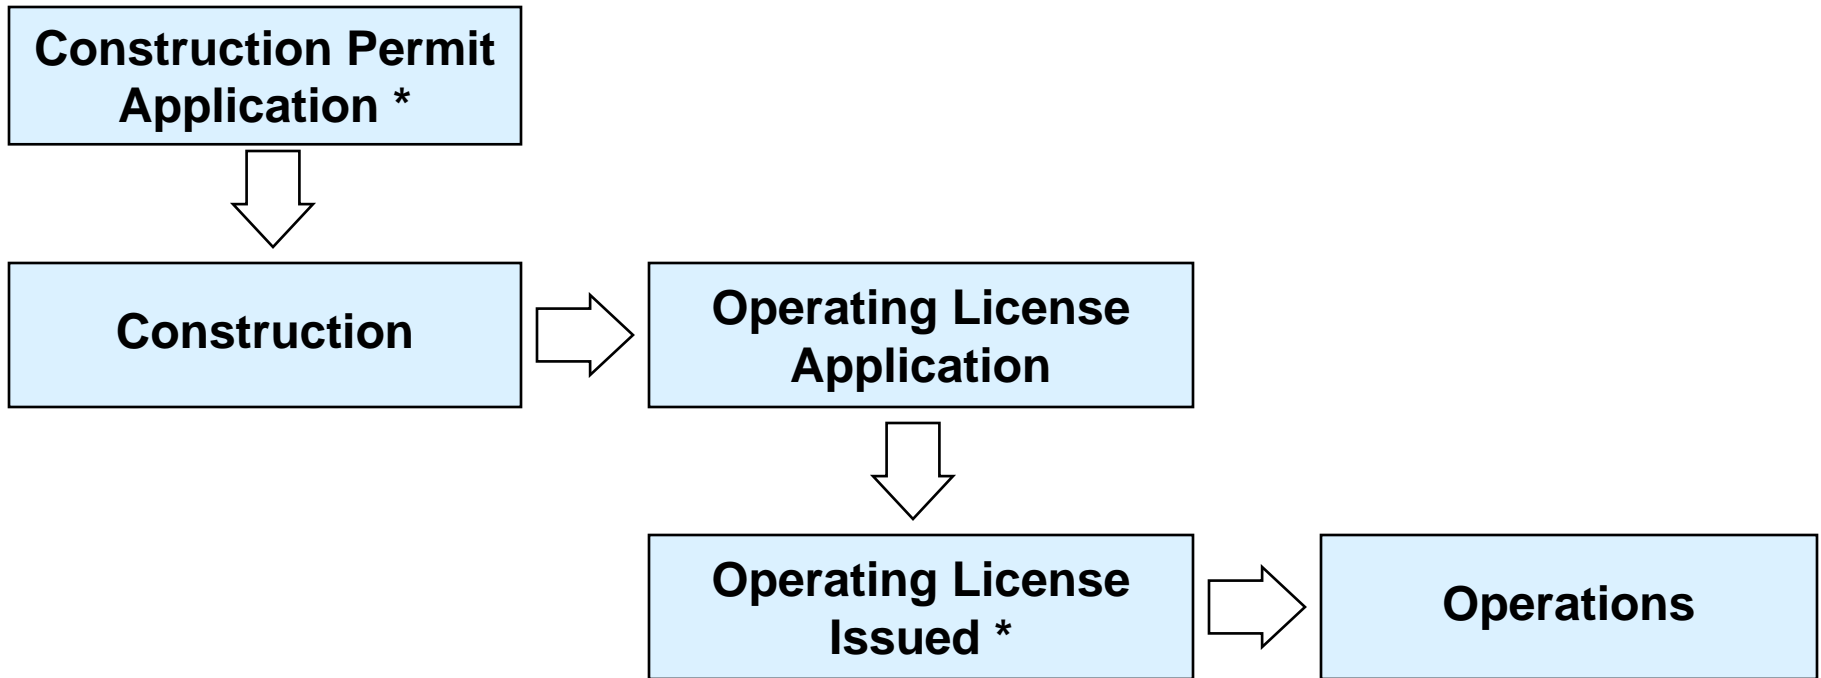 Construction Permit
Application *
Construction
Operating License
Application
Operating License
Issued *
Operations